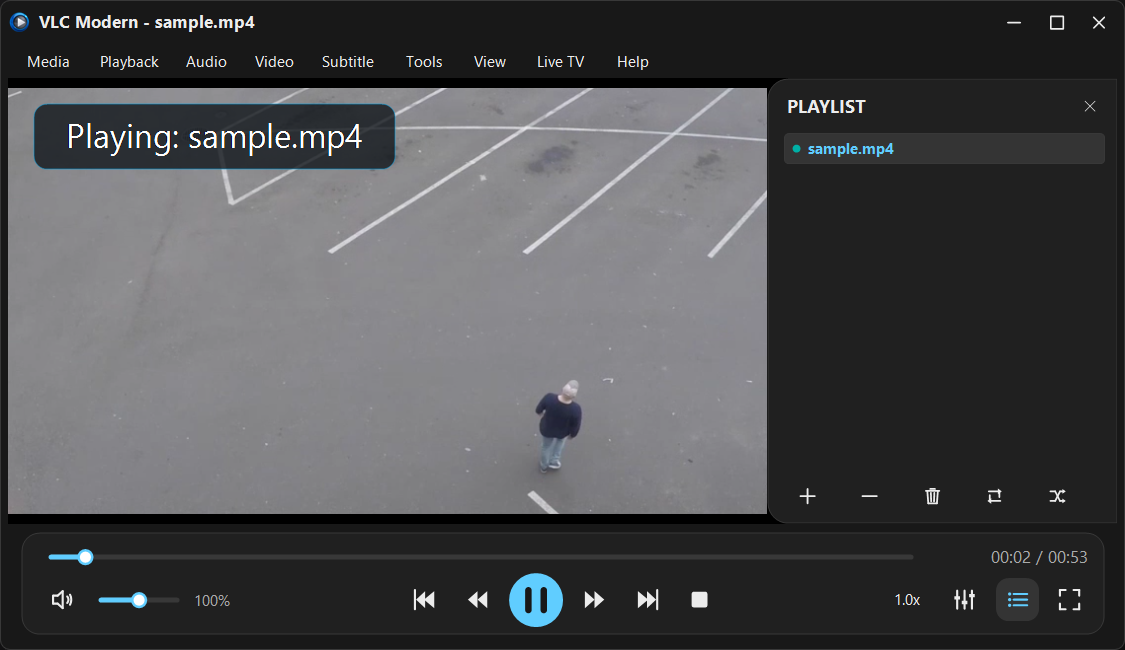 VLC Modern - sample.mp4
Media Playback Audio Video Subtitle Tools View Live TV Help
Playing: sample.mp4
PLAYLIST
sample.mp4
00:02 / 00:53
100%
1.0x